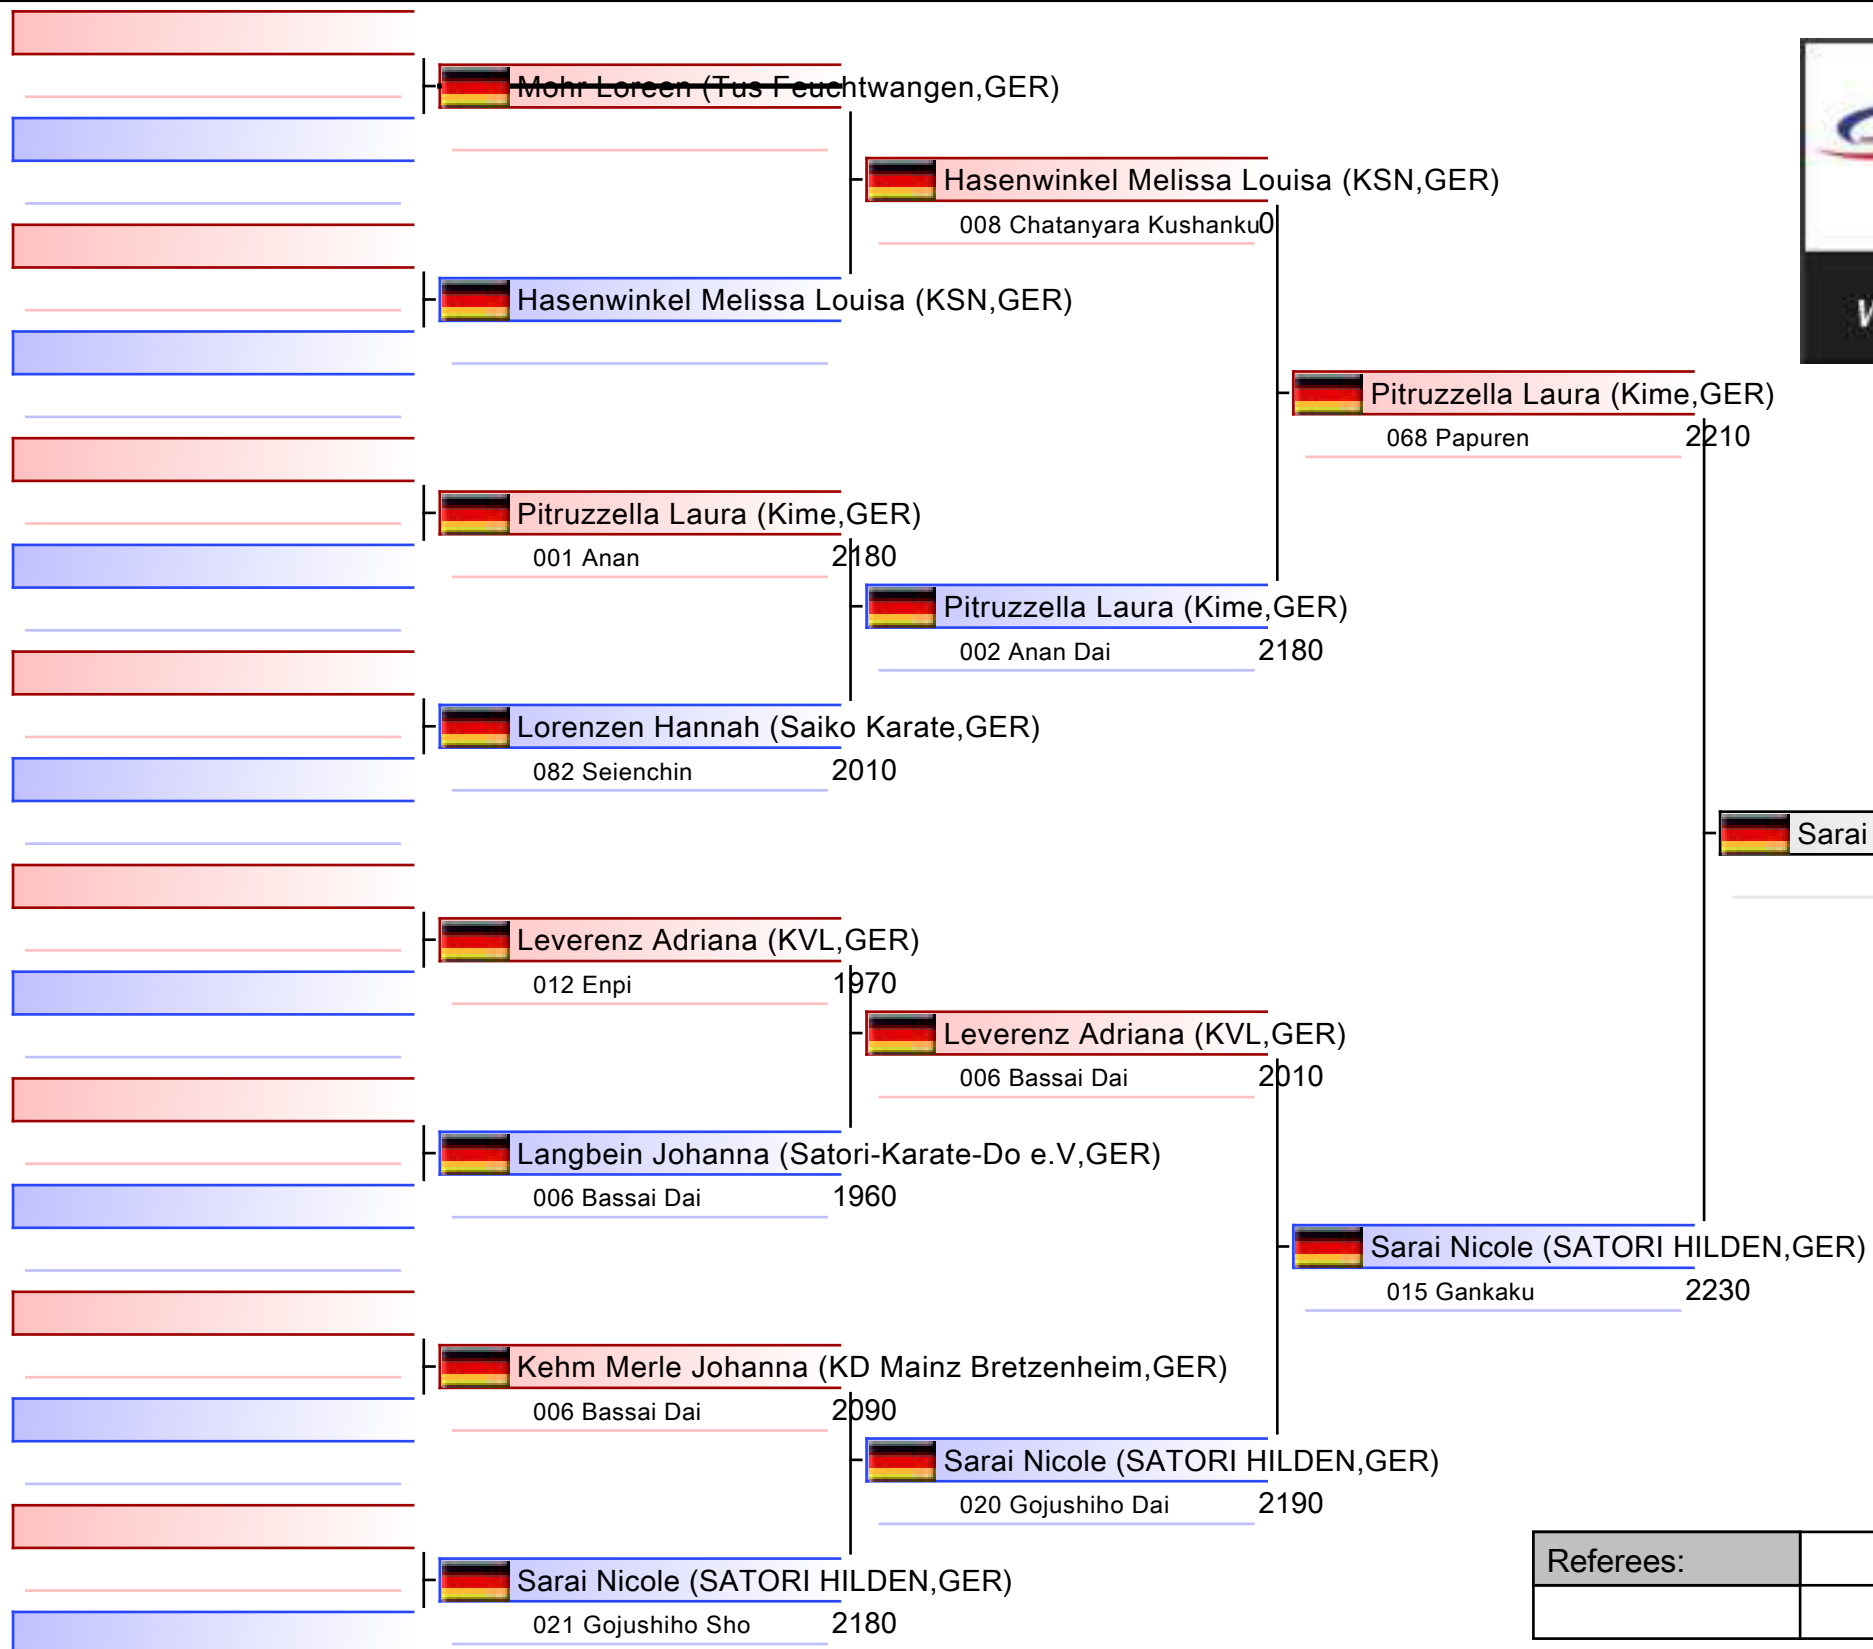 Mohr Loreen (Tus Feuchtwangen,GER)
Hasenwinkel Melissa Louisa (KSN,GER)
008 Chatanyara Kushanku 0
Hasenwinkel Melissa Louisa (KSN,GER)
Pitruzzella Laura (Kime,GER)
068 Papuren 2210
Pitruzzella Laura (Kime,GER)
001 Anan 2180
Pitruzzella Laura (Kime,GER)
002 Anan Dai 2180
Lorenzen Hannah (Saiko Karate,GER)
082 Seienchin 2010
Sarai
Leverenz Adriana (KVL,GER)
012 Enpi 1970
Leverenz Adriana (KVL,GER)
006 Bassai Dai 2010
Langbein Johanna (Satori-Karate-Do e.V,GER)
006 Bassai Dai 1960
Sarai Nicole (SATORI HILDEN,GER)
015 Gankaku 2230
Kehm Merle Johanna (KD Mainz Bretzenheim,GER)
006 Bassai Dai 2090
Sarai Nicole (SATORI HILDEN,GER)
020 Gojushiho Dai 2190
Referees:
Sarai Nicole (SATORI HILDEN,GER)
021 Gojushiho Sho 2180